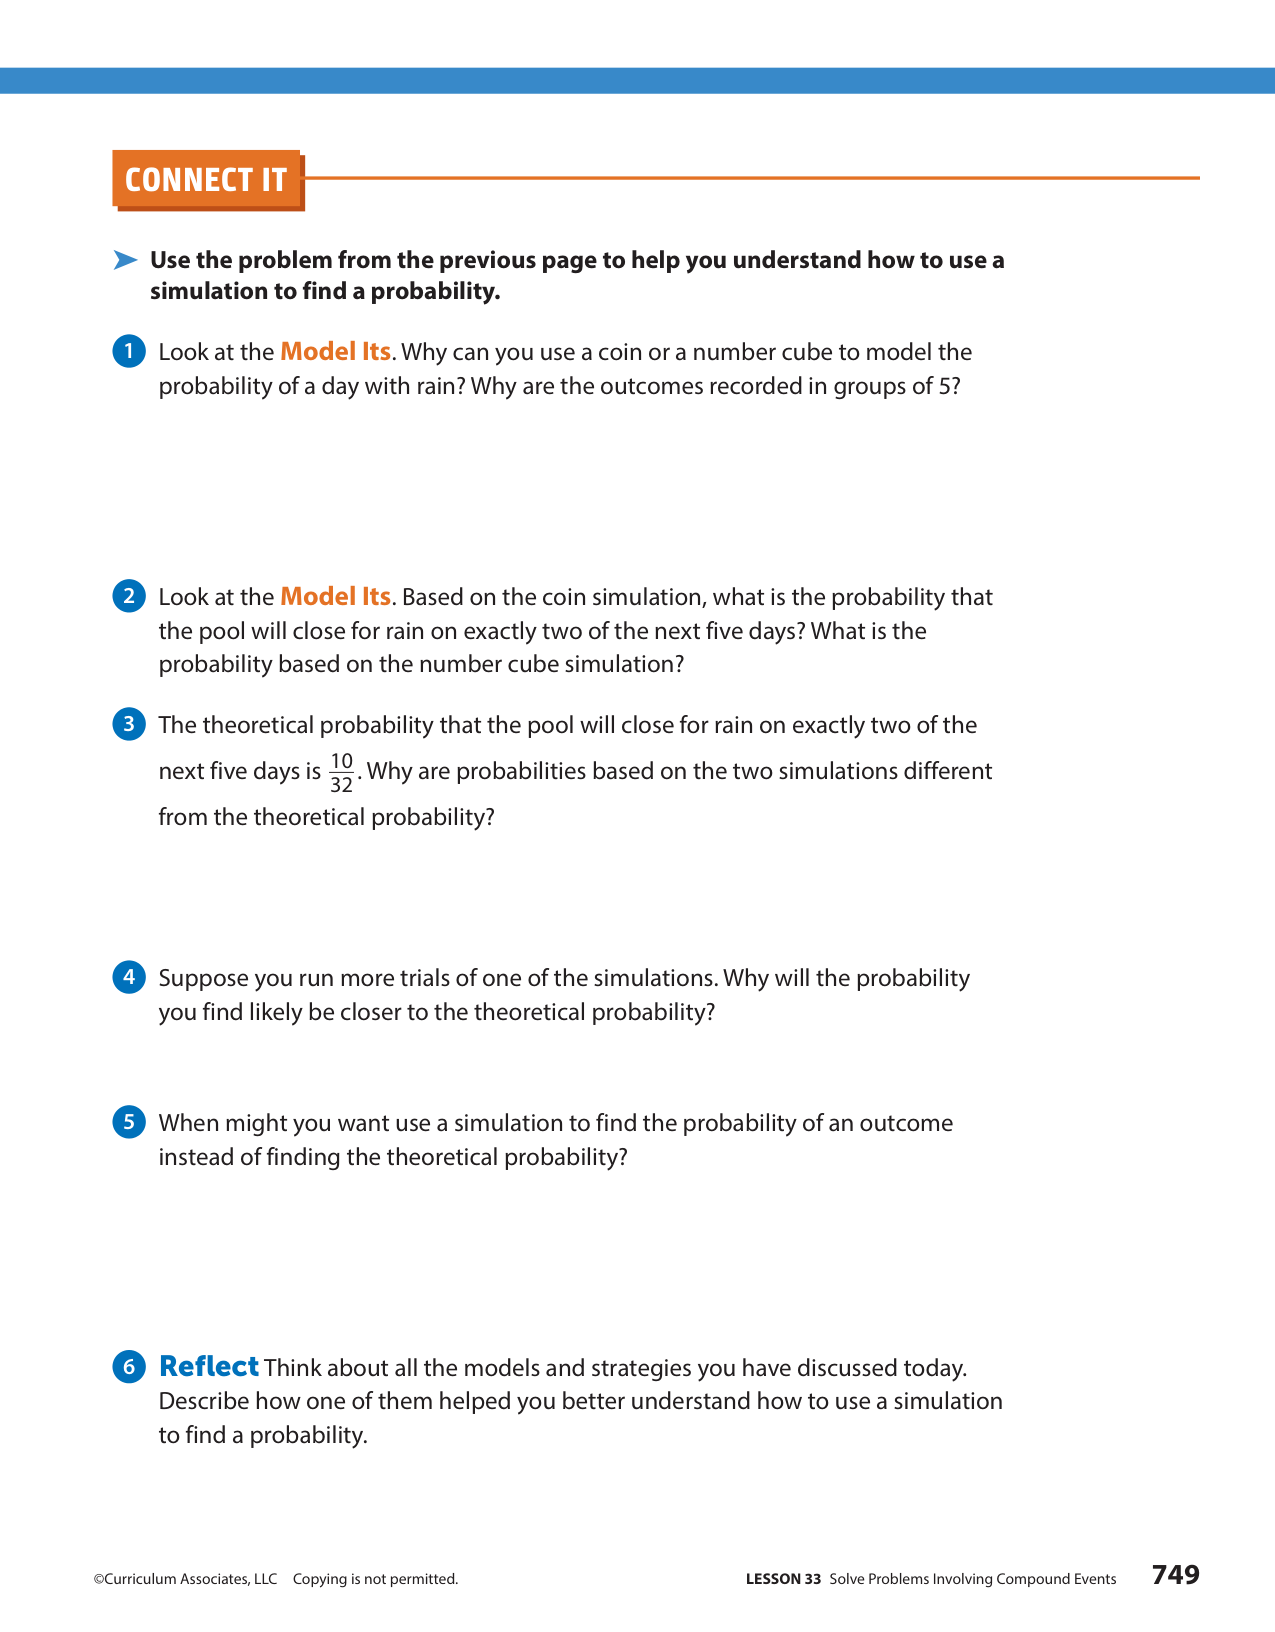 CONNECT IT
Use the problem from the previous page to help you understand how to use a
simulation to find a probability.
1 Look at the Model Its. Why can you use a coin or a number cube to model the
probability of a day with rain? Why are the outcomes recorded in groups of 5?
2 Look at the Model Its. Based on the coin simulation, what is the probability that
the pool will close for rain on exactly two of the next five days? What is the
probability based on the number cube simulation?
3 The theoretical probability that the pool will close for rain on exactly two of the
next five days is 10/32. Why are probabilities based on the two simulations different
from the theoretical probability?
4 Suppose you run more trials of one of the simulations. Why will the probability
you find likely be closer to the theoretical probability?
5 When might you want use a simulation to find the probability of an outcome
instead of finding the theoretical probability?
6 Reflect Think about all the models and strategies you have discussed today.
Describe how one of them helped you better understand how to use a simulation
to find a probability.
©Curriculum Associates, LLC Copying is not permitted. LESSON 33 Solve Problems Involving Compound Events 749